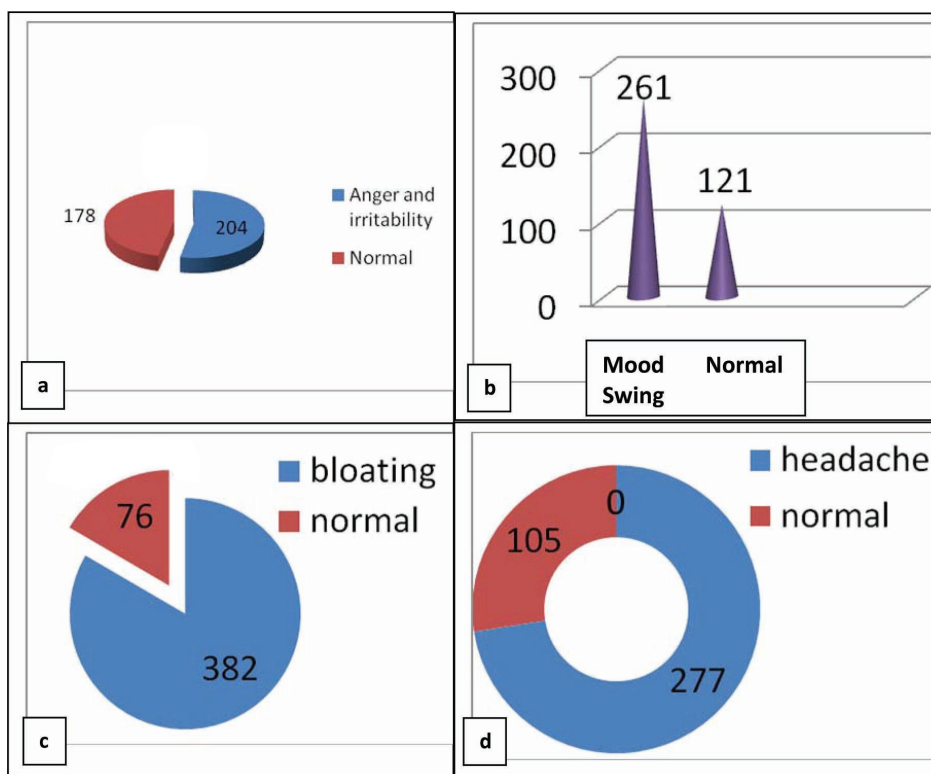 178
204
Anger and
irritability
Normal
a
300
200
100
0
261
121
Mood Normal
Swing
b
bloating
normal
76
382
c
headache
normal
0
105
277
d